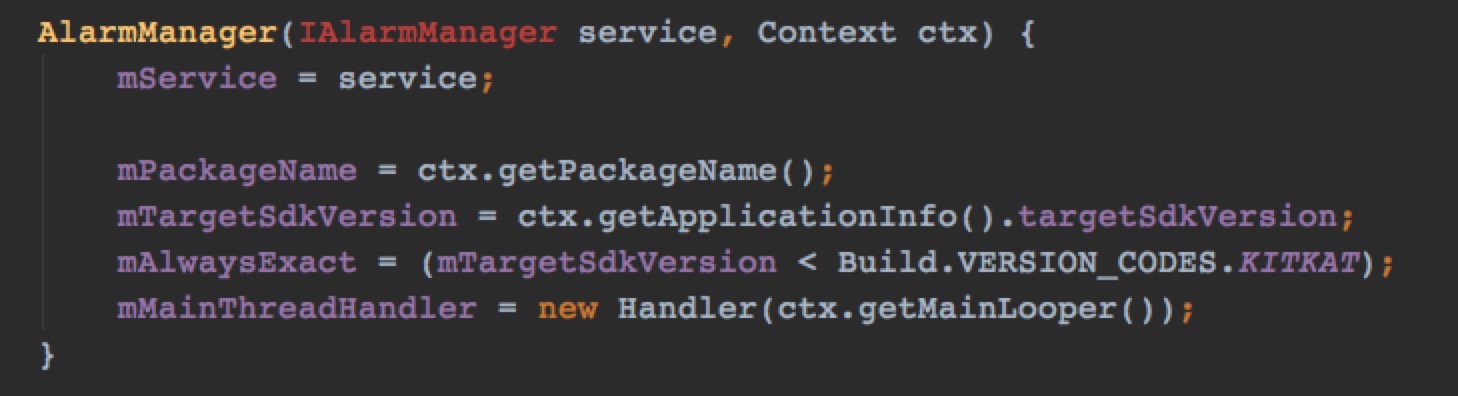 AlarmManager(IAlarmManager service, Context ctx) {
    mService = service;

    mPackageName = ctx.getPackageName();
    mTargetSdkVersion = ctx.getApplicationInfo().targetSdkVersion;
    mAlwaysExact = (mTargetSdkVersion < Build.VERSION_CODES.KITKAT);
    mMainThreadHandler = new Handler(ctx.getMainLooper());
}